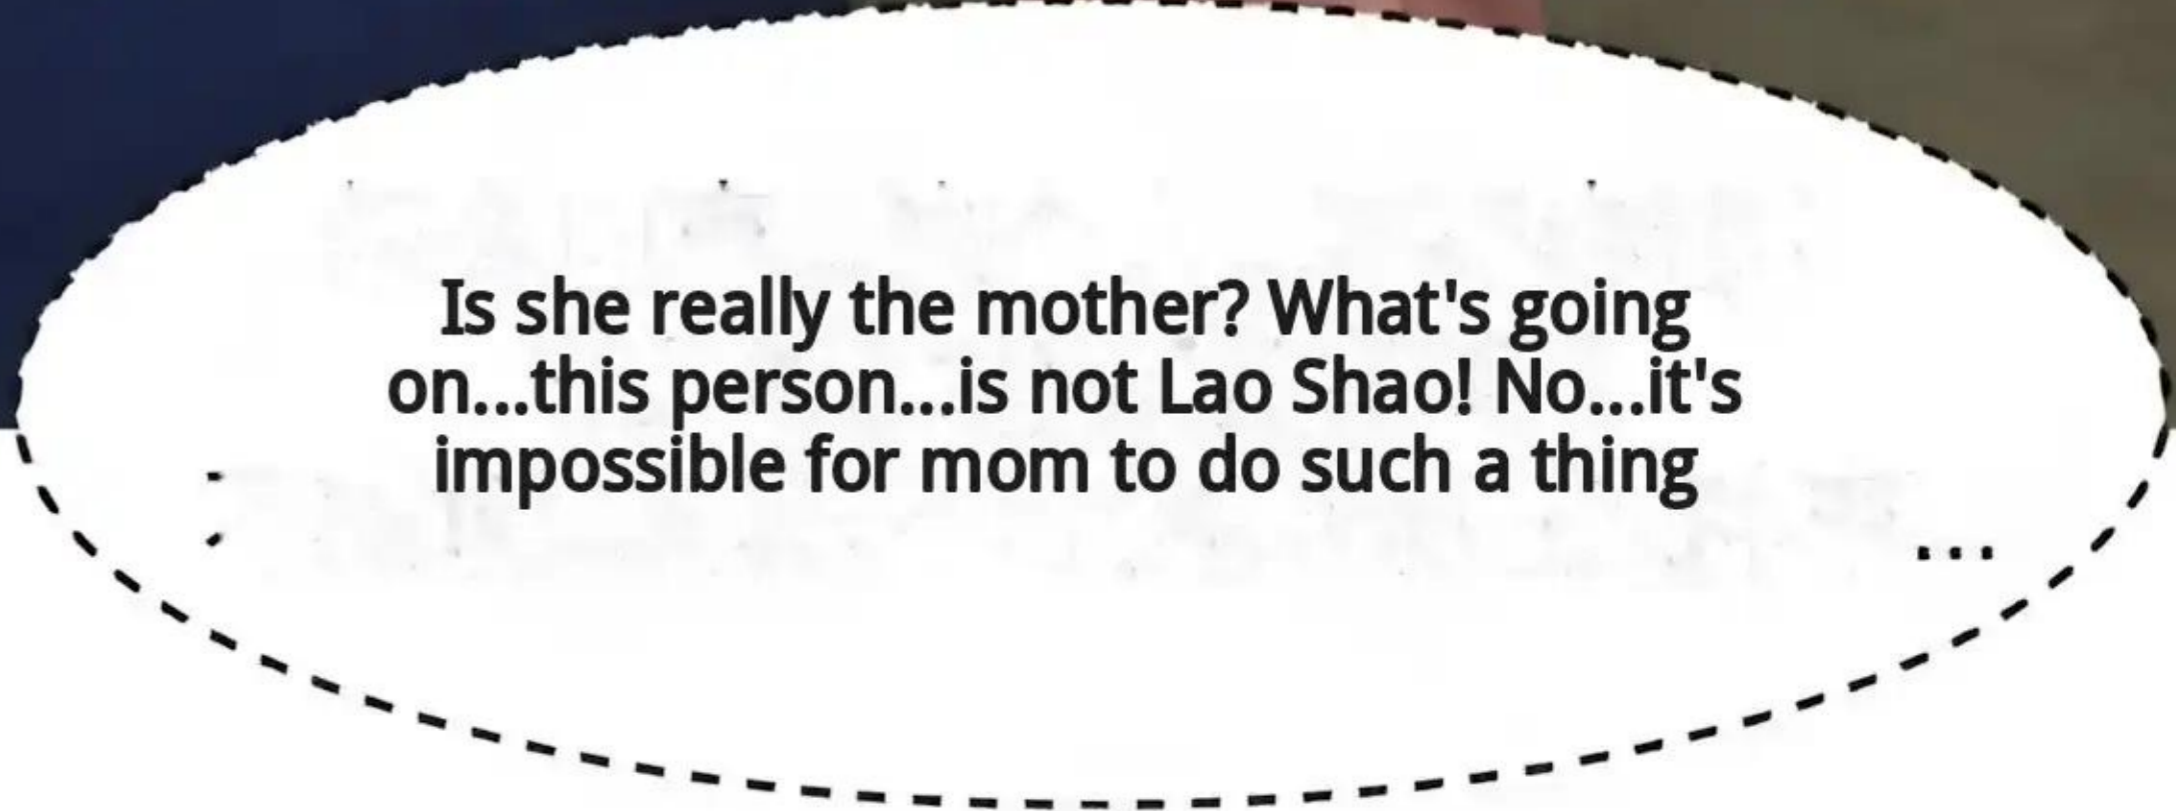 Is she really the mother? What's going
on...this person...is not Lao Shao! No...it's
impossible for mom to do such a thing
...